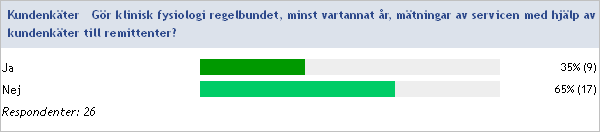 Kundenkäter   Gör klinisk fysiologi regelbundet, minst vartannat år, mätningar av servicen med hjälp av
kundenkäter till remittenter?
Ja 35% (9)
Nej 65% (17)
Respondenter: 26